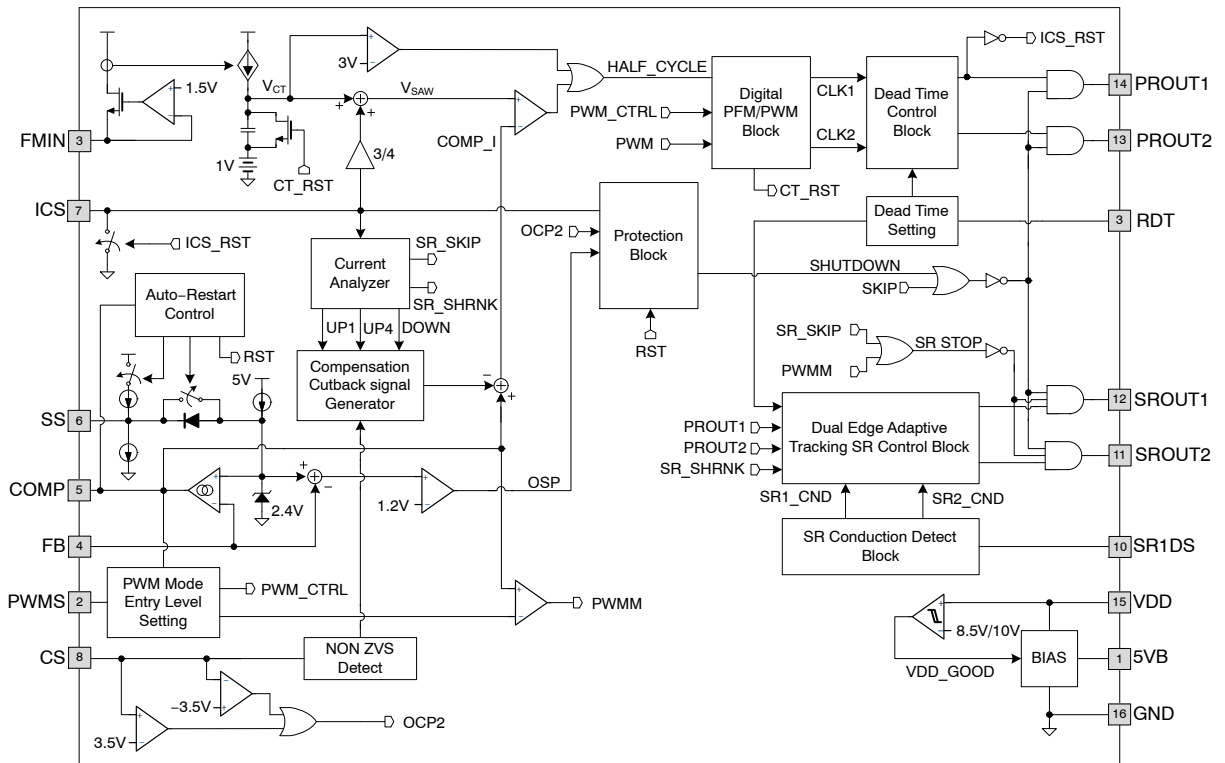 ICS_RST
3V
HALF_CYCLE
1.5V
V_CT
V_SAW
PWM_CTRL
PWM
Digital
PFM/PWM
Block
CLK1
CLK2
CT_RST
Dead Time
Control
Block
14 PROUT1
13 PROUT2
FMIN 3
1V
CT_RST
3/4
COMP_I
ICS 7
ICS_RST
OCP2
Protection
Block
RST
Dead Time
Setting
3 RDT
Current
Analyzer
SR_SKIP
SR_SHRNK
SHUTDOWN
SKIP
Auto–Restart
Control
RST
UP1
UP4
DOWN
Compensation
Cutback signal
Generator
SR_SKIP
PWMM
SR STOP
5V
SS 6
12 SROUT1
11 SROUT2
PROUT1
PROUT2
SR_SHRNK
Dual Edge Adaptive
Tracking SR Control Block
SR1_CND
SR2_CND
COMP 5
2.4V
1.2V
OSP
FB 4
SR Conduction Detect
Block
10 SR1DS
PWMS 2
PWM Mode
Entry Level
Setting
PWM_CTRL
PWMM
15 VDD
8.5V/10V
VDD_GOOD
BIAS
1 5VB
16 GND
CS 8
NON ZVS
Detect
–3.5V
3.5V
OCP2